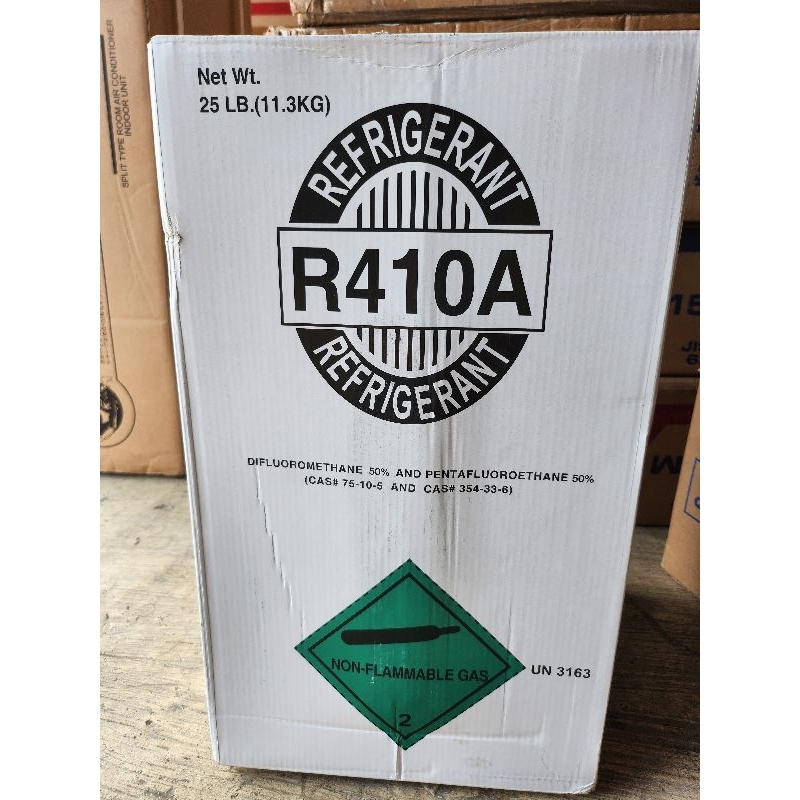 Net Wt.
25 LB.(11.3KG)
REFRIGERANT
R410A
REFRIGERANT
DIFLUOROMETHANE 50% AND PENTAFLUOROETHANE 50%
(CAS# 75-10-5 AND CAS# 354-33-6)
NON-FLAMMABLE GAS
2
UN 3163
SPLIT TYPE ROOM AIR CONDITIONER
INDOOR UNIT